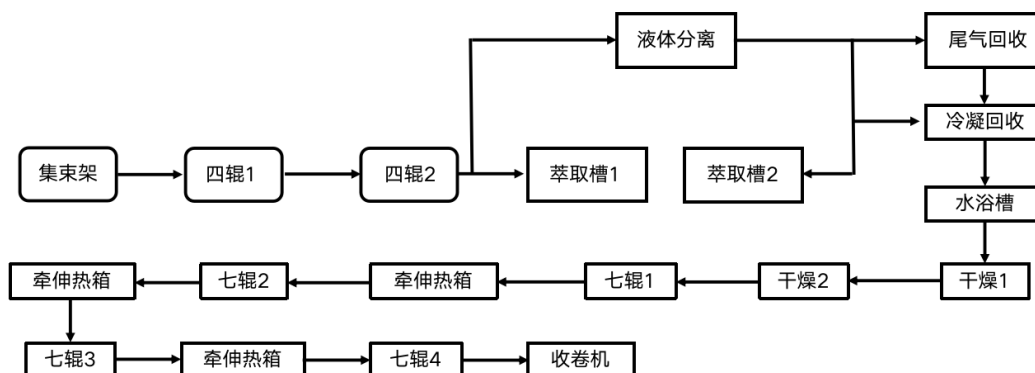 液体分离
尾气回收
冷凝回收
集束架
四辊1
四辊2
萃取槽1
萃取槽2
水浴槽
牵伸热箱
七辊2
牵伸热箱
七辊1
干燥2
干燥1
七辊3
牵伸热箱
七辊4
收卷机